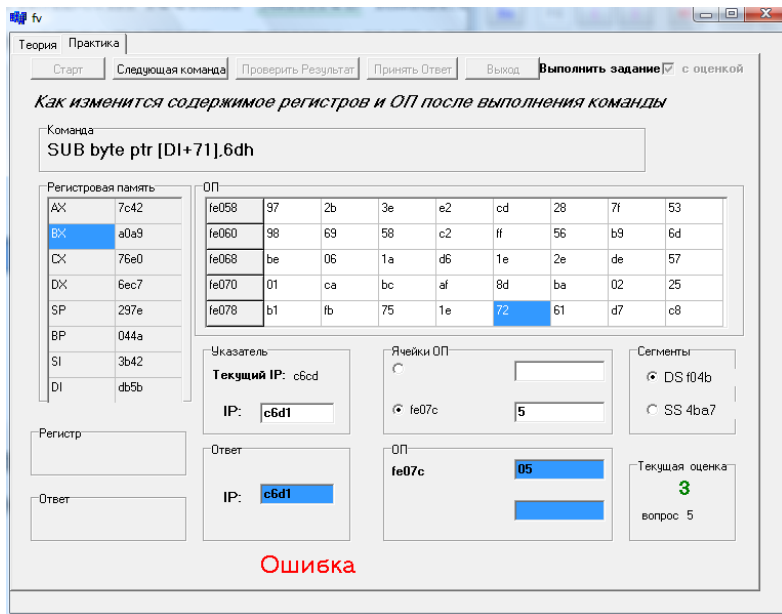 fv
Теория Практика
Старт Следующая команда Проверить Результат Принять Ответ Выход Выполнить задание с оценкой
Как изменится содержимое регистров и ОП после выполнения команды
Команда
SUB byte ptr [DI+71],6dh
Регистровая память
AX 7c42
BX a0a9
CX 76e0
DX 6ec7
SP 297e
BP 044a
SI 3b42
DI db5b
ОП
fe058 97 2b 3e e2 cd 28 7f 53
fe060 98 69 58 c2 ff 56 b9 6d
fe068 be 06 1a d6 1e 2e de 57
fe070 01 ca bc af 8d ba 02 25
fe078 b1 fb 75 1e 72 61 d7 c8
Указатель
Текущий IP: c6cd
IP: c6d1
Ячейки ОП
fe07c 5
Сегменты
DS f04b
SS 4ba7
Регистр
Ответ
Ответ
IP: c6d1
ОП
fe07c 05
Текущая оценка
3
вопрос 5
Ошибка